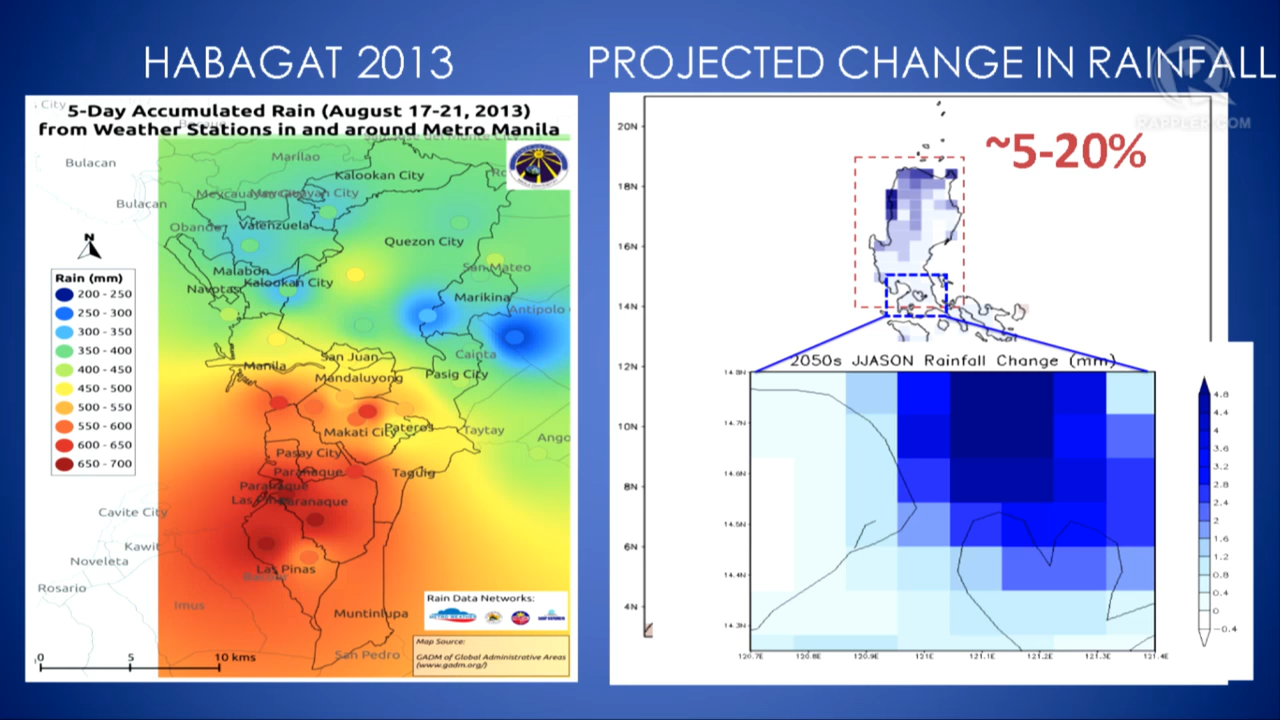 HABAGAT 2013
PROJECTED CHANGE IN RAINFALL
RAPPLER.COM
5-Day Accumulated Rain (August 17-21, 2013)
from Weather Stations in and around Metro Manila
City
Bulacan
Bulacan
Marilao
Kalookan City
Meycauayan City
Obando
Valenzuela
Quezon City
N
Malabon
Kalookan City
San Mateo
Navotas
Marikina
Antipolo
Rain (mm)
200 - 250
250 - 300
300 - 350
350 - 400
400 - 450
450 - 500
500 - 550
550 - 600
600 - 650
650 - 700
San Juan
Cainta
Manila
Mandaluyong
Pasig City
Makati City
Pateros
Taytay
Ango
Pasay City
Paranaque
Taguig
Paranaque
Las
Paranaque
Cavite City
Kawit
Noveleta
Las Pinas
Rosario
Imus
Muntinlupa
San Pedro
0 5 10 kms
Rain Data Networks:
Map Source:
GADM of Global Administrative Areas
(www.gadm.org/)
~5-20%
20N
18N
16N
14N
12N
10N
8N
6N
4N
2050s JJASON Rainfall Change (mm)
14.8N
14.7N
14.6N
14.5N
14.4N
14.3N
120.7E 120.8E 120.9E 121E 121.1E 121.2E 121.3E 121.4E
4.8
4.4
4
3.6
3.2
2.8
2.4
2
1.6
1.2
0.8
0.4
0
-0.4